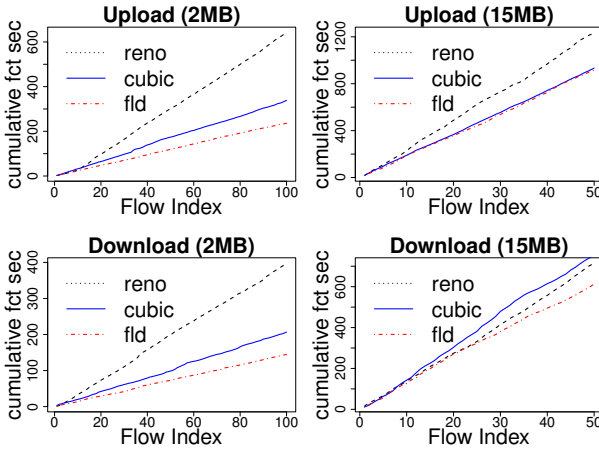 Upload (2MB)
cumulative fct sec
0 200 400 600
reno
cubic
fld
0 20 40 60 80 100
Flow Index
Upload (15MB)
cumulative fct sec
0 400 800 1200
reno
cubic
fld
0 10 20 30 40 50
Flow Index
Download (2MB)
cumulative fct sec
0 100 200 300 400
reno
cubic
fld
0 20 40 60 80 100
Flow Index
Download (15MB)
cumulative fct sec
0 200 400 600
reno
cubic
fld
0 10 20 30 40 50
Flow Index